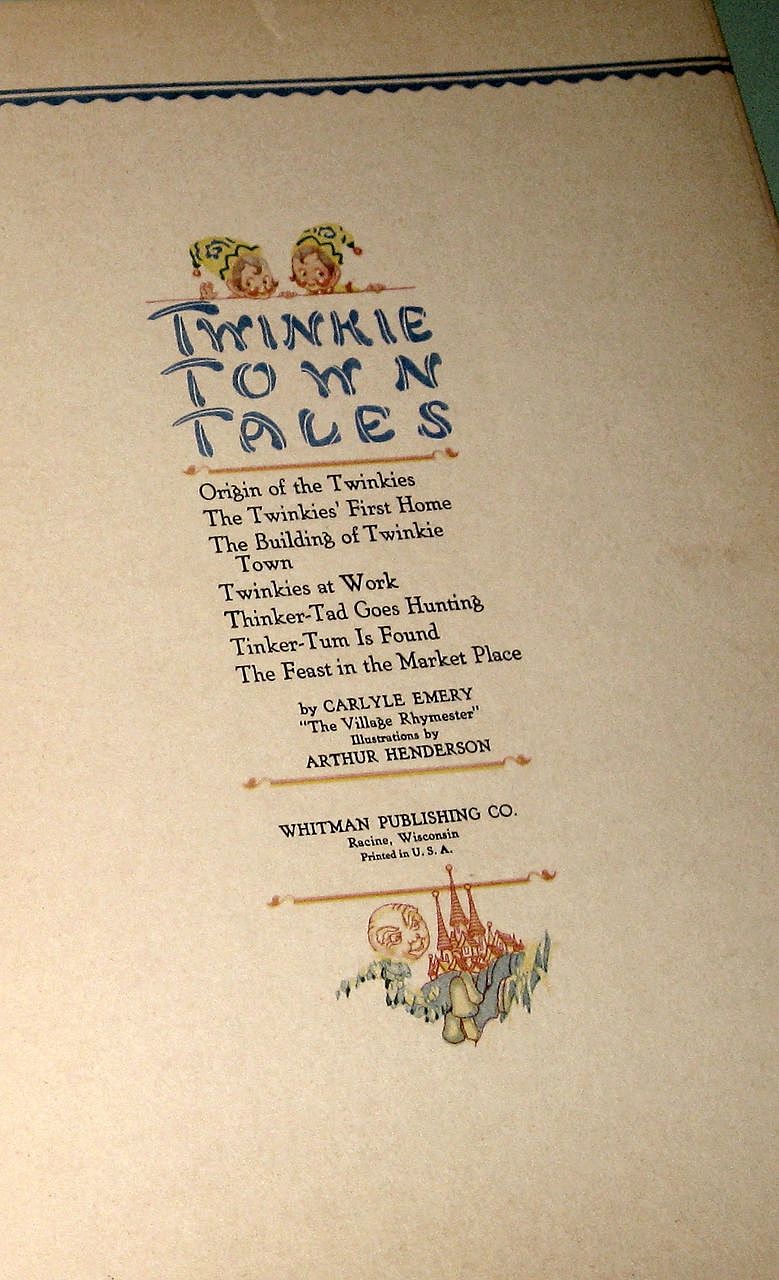 TWINKIE
TOWN
TALES
Origin of the Twinkies
The Twinkies' First Home
The Building of Twinkie
Town
Twinkies at Work
Thinker-Tad Goes Hunting
Tinker-Tum Is Found
The Feast in the Market Place
by CARLYLE EMERY
"The Village Rhymester"
Illustrations by
ARTHUR HENDERSON
WHITMAN PUBLISHING CO.
Racine, Wisconsin
Printed in U. S. A.